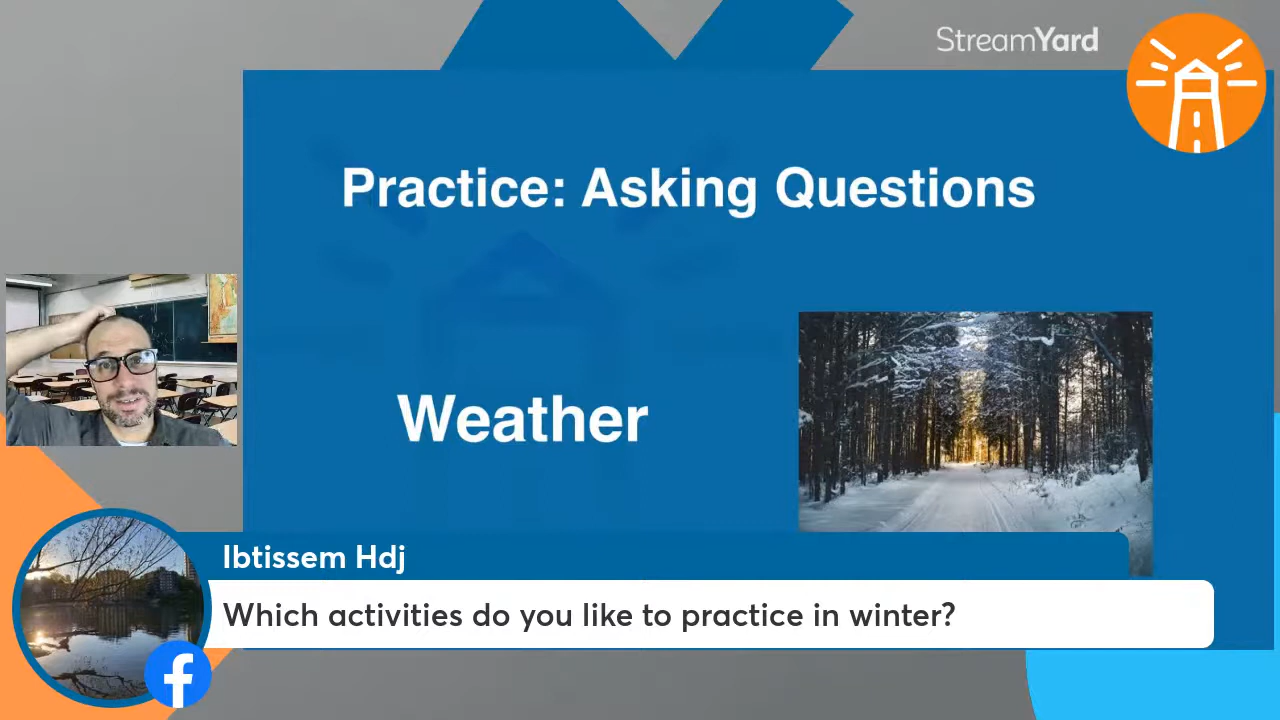 StreamYard
Practice: Asking Questions
Weather
Ibtissem Hdj
Which activities do you like to practice in winter?